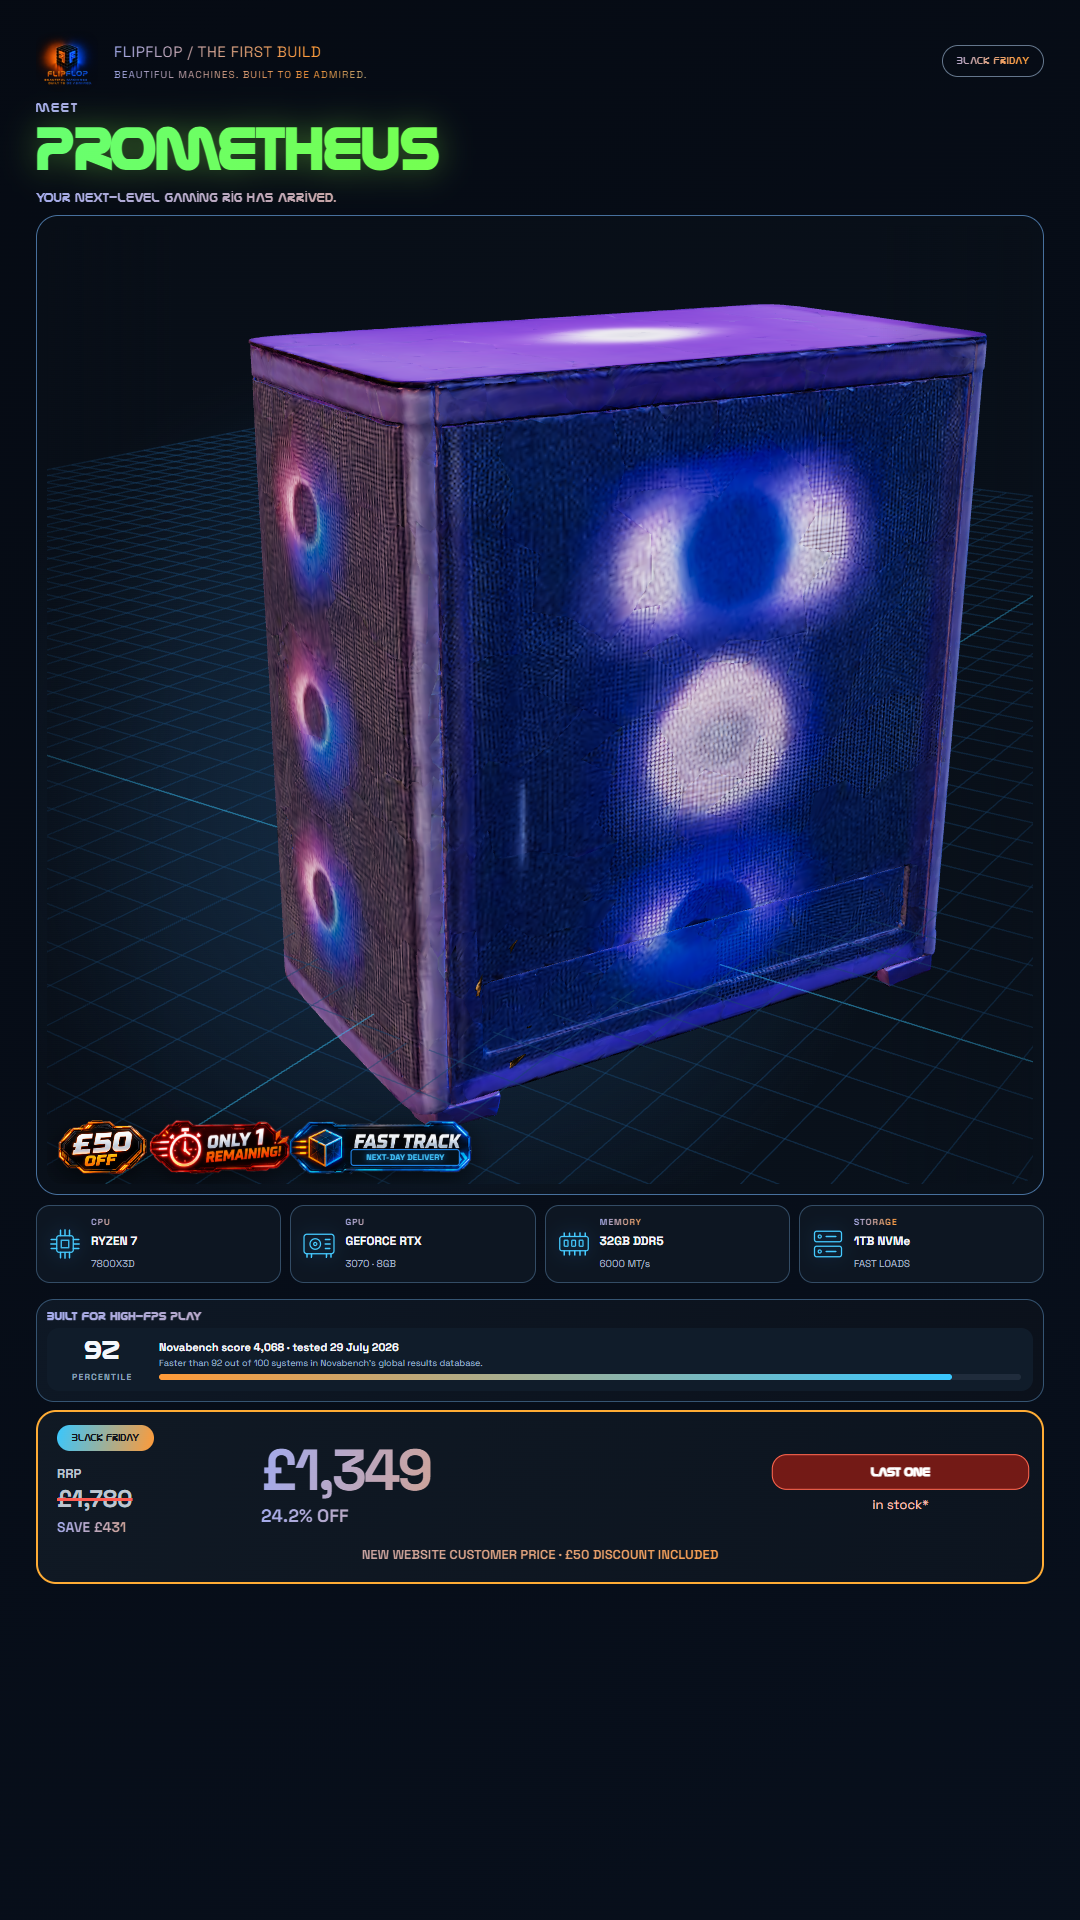 FLIPFLOP
FLIPFLOP / THE FIRST BUILD
BEAUTIFUL MACHINES. BUILT TO BE ADMIRED.
BLACK FRIDAY
MEET
PROMETHEUS
YOUR NEXT-LEVEL GAMING RIG HAS ARRIVED.
£50
OFF
ONLY 1
REMAINING!
FAST TRACK
NEXT-DAY DELIVERY
CPU
RYZEN 7
7800X3D
GPU
GEFORCE RTX
3070 · 8GB
MEMORY
32GB DDR5
6000 MT/s
STORAGE
1TB NVMe
FAST LOADS
BUILT FOR HIGH-FPS PLAY
92
PERCENTILE
Novabench score 4,068 · tested 29 July 2026
Faster than 92 out of 100 systems in Novabench's global results database.
BLACK FRIDAY
RRP
£1,780
SAVE £431
£1,349
24.2% OFF
LAST ONE
in stock*
NEW WEBSITE CUSTOMER PRICE · £50 DISCOUNT INCLUDED